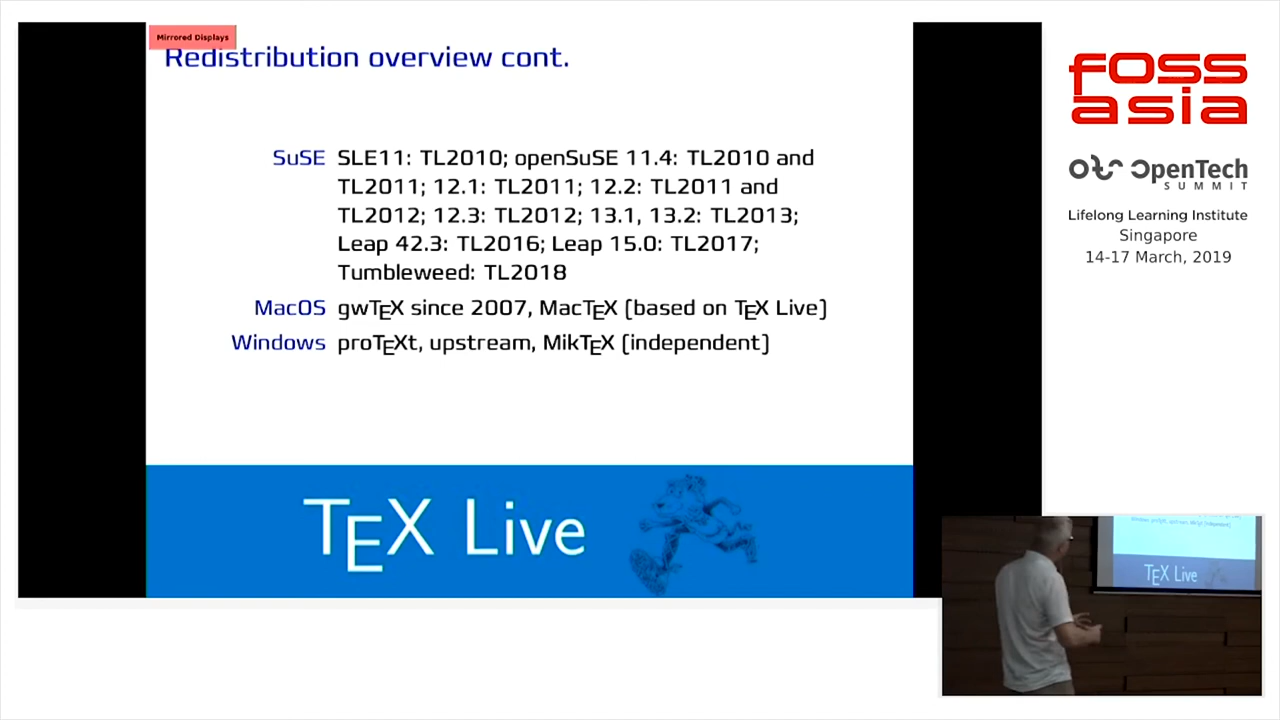 Mirrored Displays
Redistribution overview cont.
SuSE SLE11: TL2010; openSuSE 11.4: TL2010 and
TL2011; 12.1: TL2011; 12.2: TL2011 and
TL2012; 12.3: TL2012; 13.1, 13.2: TL2013;
Leap 42.3: TL2016; Leap 15.0: TL2017;
Tumbleweed: TL2018
MacOS gwTEX since 2007, MacTEX (based on TEX Live)
Windows proTEXt, upstream, MikTEX (independent)
TEX Live
FOSS
ASIA
OpenTech
SUMMIT
Lifelong Learning Institute
Singapore
14-17 March, 2019
TEX Live